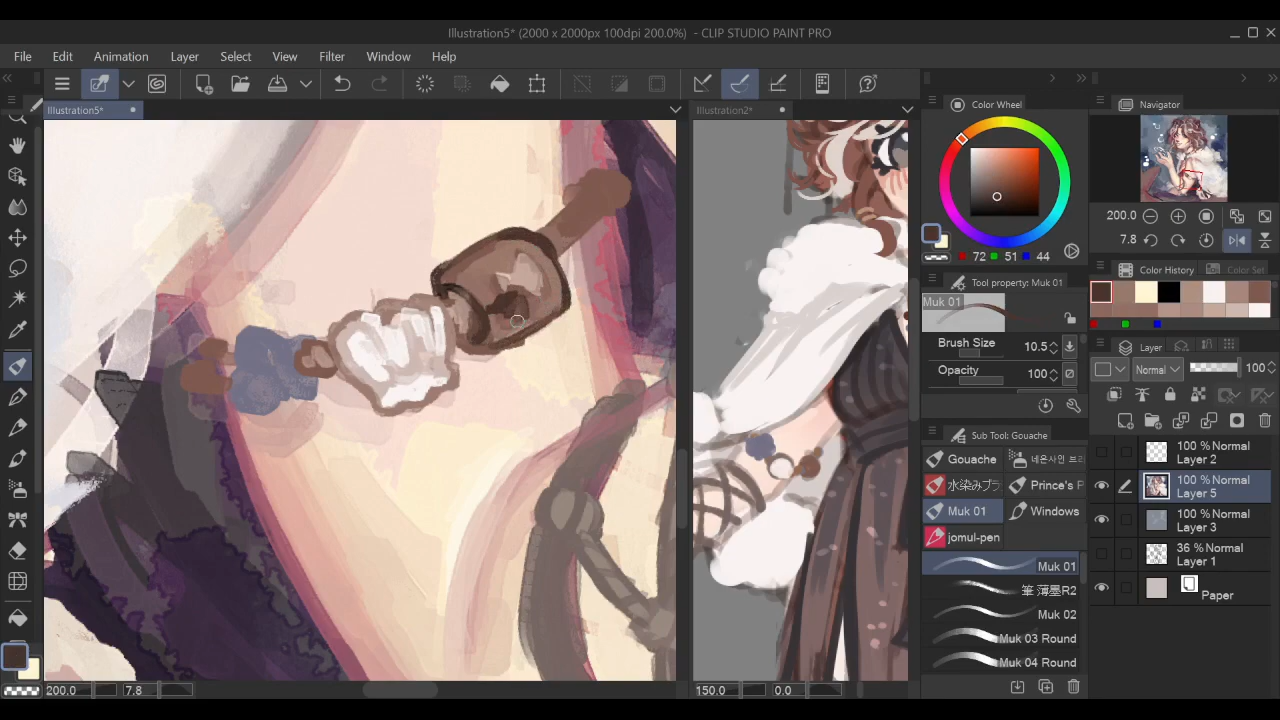 Illustration5* (2000 x 2000px 100dpi 200.0%) - CLIP STUDIO PAINT PRO
File Edit Animation Layer Select View Filter Window Help
Illustration5*
Illustration2*
Color Wheel
72 51 44
Navigator
200.0
7.8
Tool property: Muk 01
Muk 01
Brush Size 10.5
Opacity 100
Color History Color Set
Layer
Normal 100
Sub Tool: Gouache
Gouache
Prince's P
Muk 01 Windows
jomul-pen
Muk 01
筆 薄墨R2
Muk 02
Muk 03 Round
Muk 04 Round
100 % Normal
Layer 2
100 % Normal
Layer 5
100 % Normal
Layer 3
36 % Normal
Layer 1
Paper
200.0 7.8
150.0 0.0